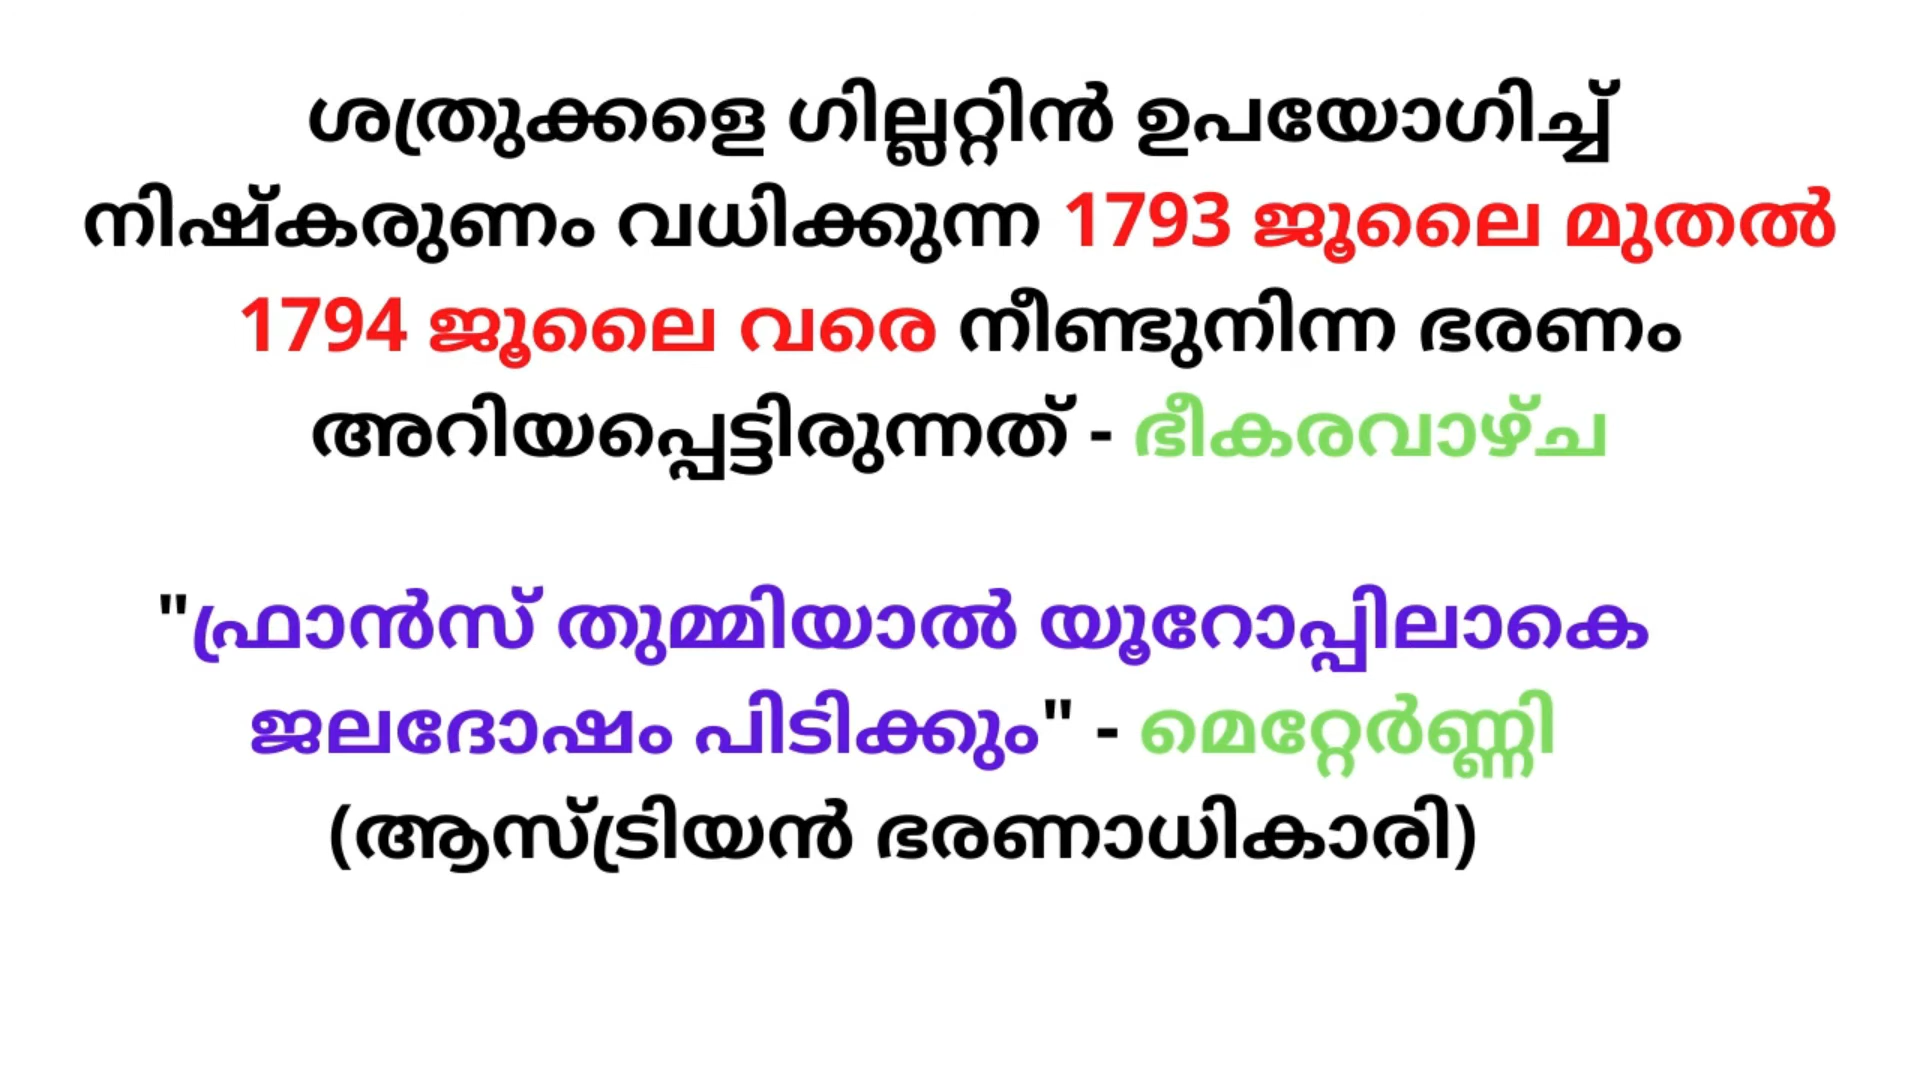 ശത്രുക്കളെ ഗില്ലറ്റിൻ ഉപയോഗിച്ച്
നിഷ്കരുണം വധിക്കുന്ന 1793 ജൂലൈ മുതൽ
1794 ജൂലൈ വരെ നീണ്ടുനിന്ന ഭരണം
അറിയപ്പെട്ടിരുന്നത് - ഭീകരവാഴ്ച
"ഫ്രാൻസ് തുമ്മിയാൽ യൂറോപ്പിലാകെ
ജലദോഷം പിടിക്കും" - മെറ്റേർണ്ണി
(ആസ്ട്രിയൻ ഭരണാധികാരി)